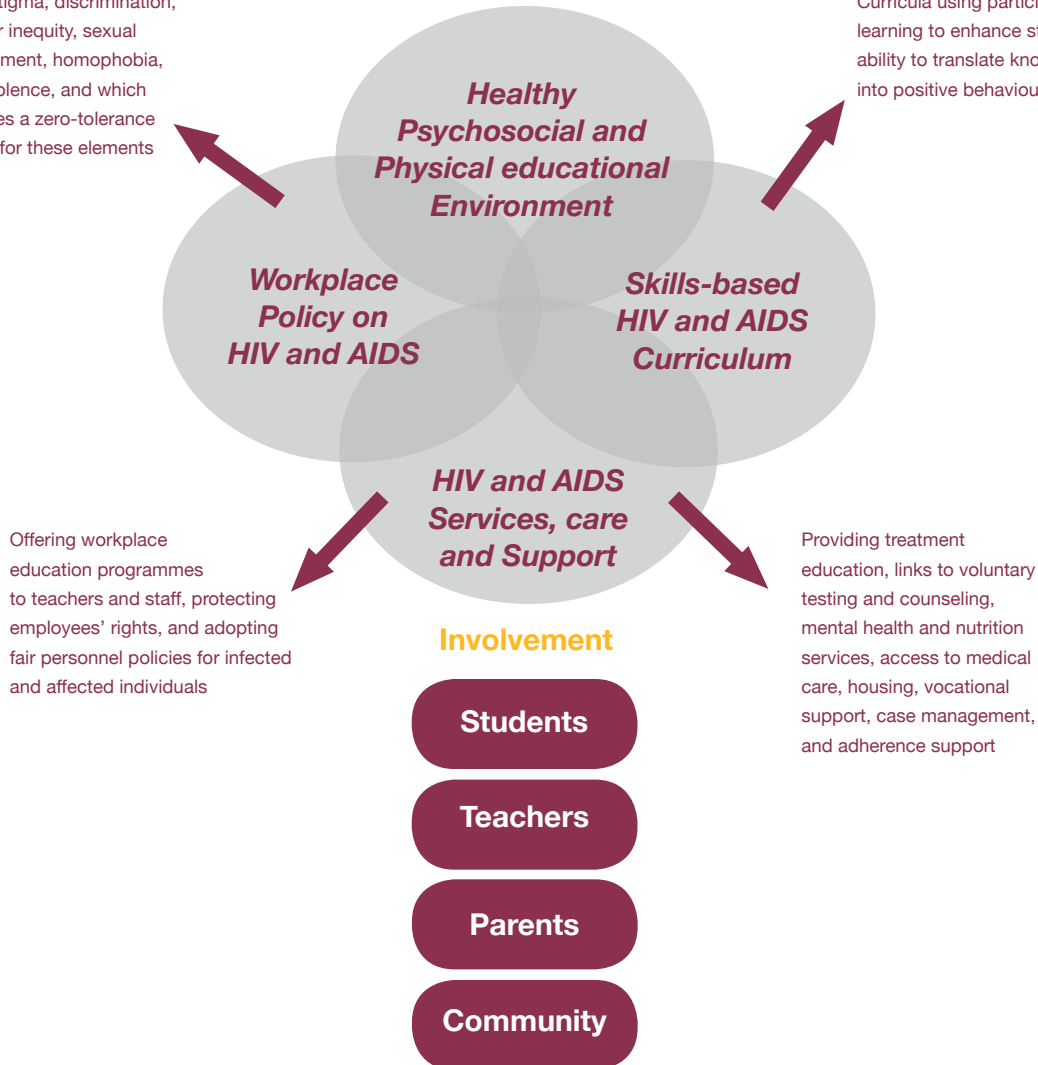 tigma, discrimination,
r inequity, sexual
ment, homophobia,
olence, and which
es a zero-tolerance
for these elements
Curricula using partici
learning to enhance st
ability to translate kno
into positive behaviou
Healthy
Psychosocial and
Physical educational
Environment
Workplace
Policy on
HIV and AIDS
Skills-based
HIV and AIDS
Curriculum
HIV and AIDS
Services, care
and Support
Offering workplace
education programmes
to teachers and staff, protecting
employees' rights, and adopting
fair personnel policies for infected
and affected individuals
Providing treatment
education, links to voluntary
testing and counseling,
mental health and nutrition
services, access to medical
care, housing, vocational
support, case management,
and adherence support
Involvement
Students
Teachers
Parents
Community